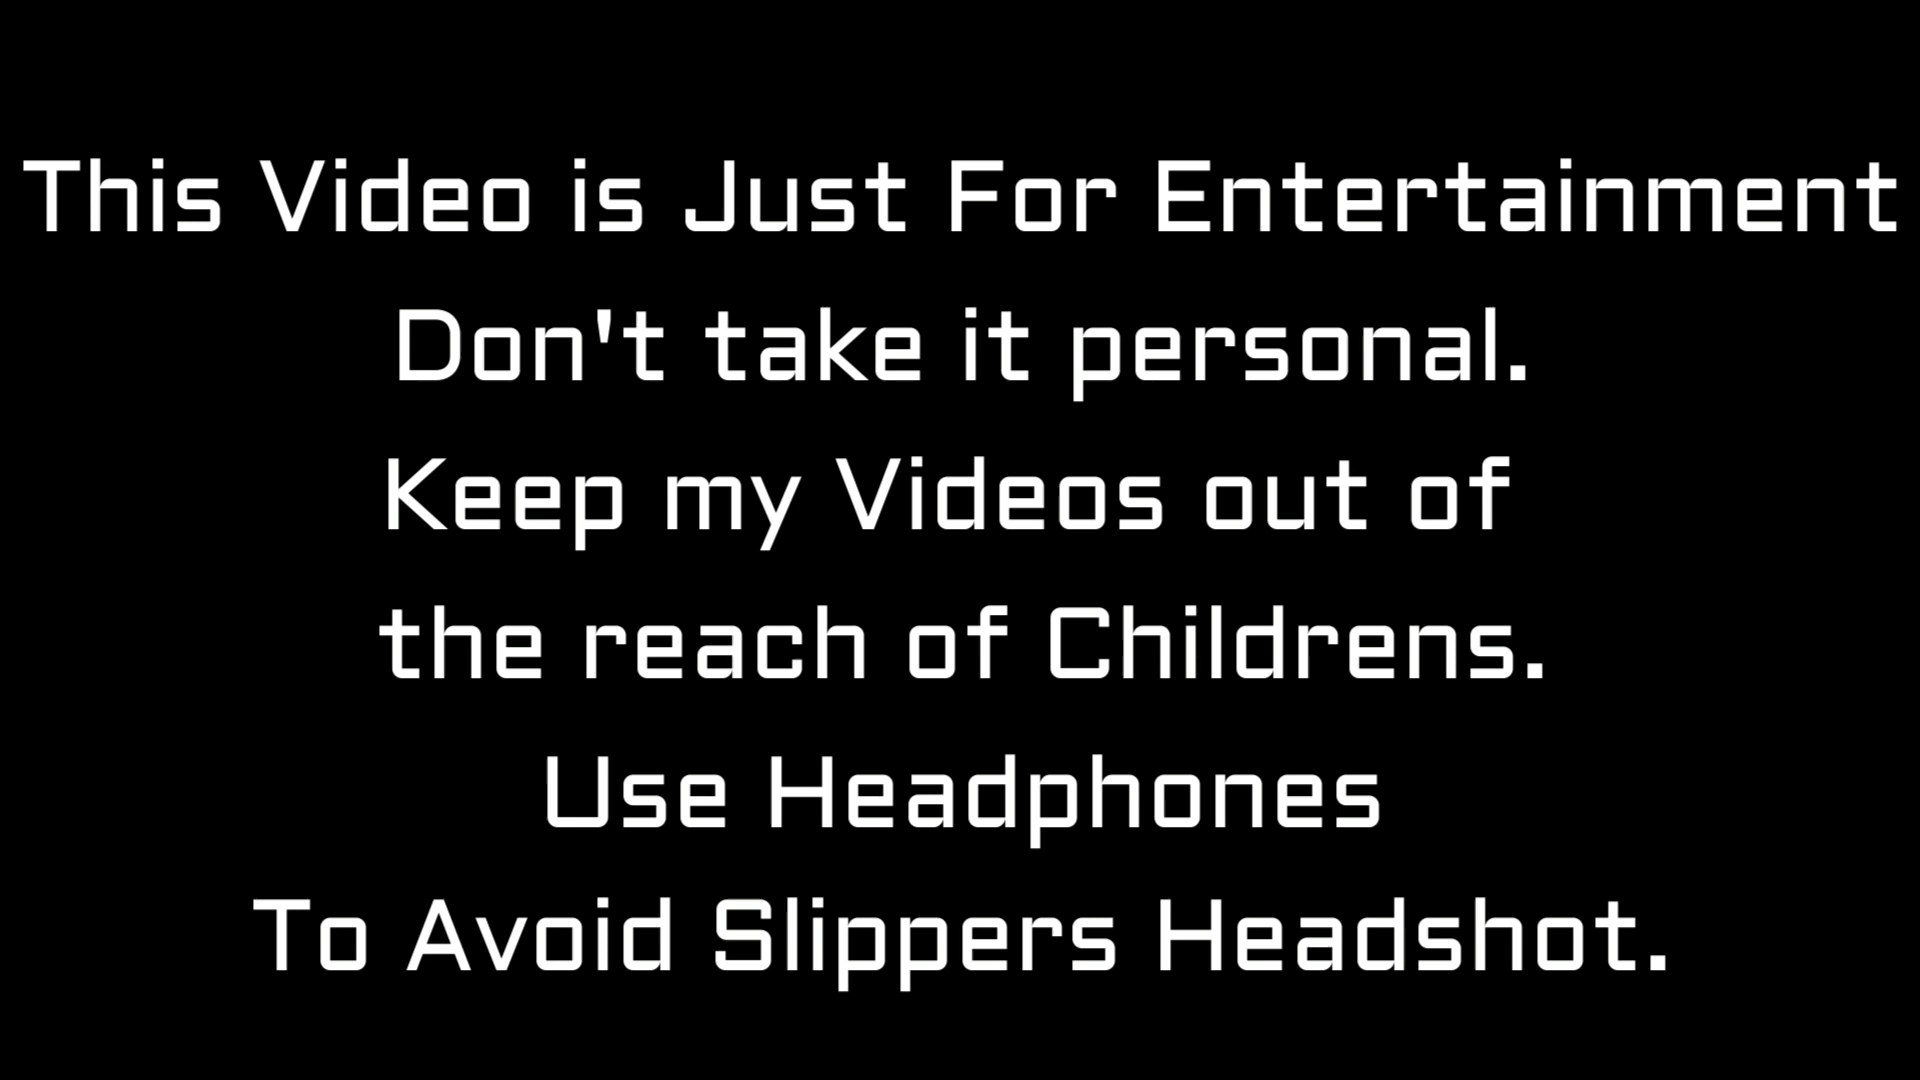 This Video is Just For Entertainment
Don't take it personal.
Keep my Videos out of
the reach of Childrens.
Use Headphones
To Avoid Slippers Headshot.